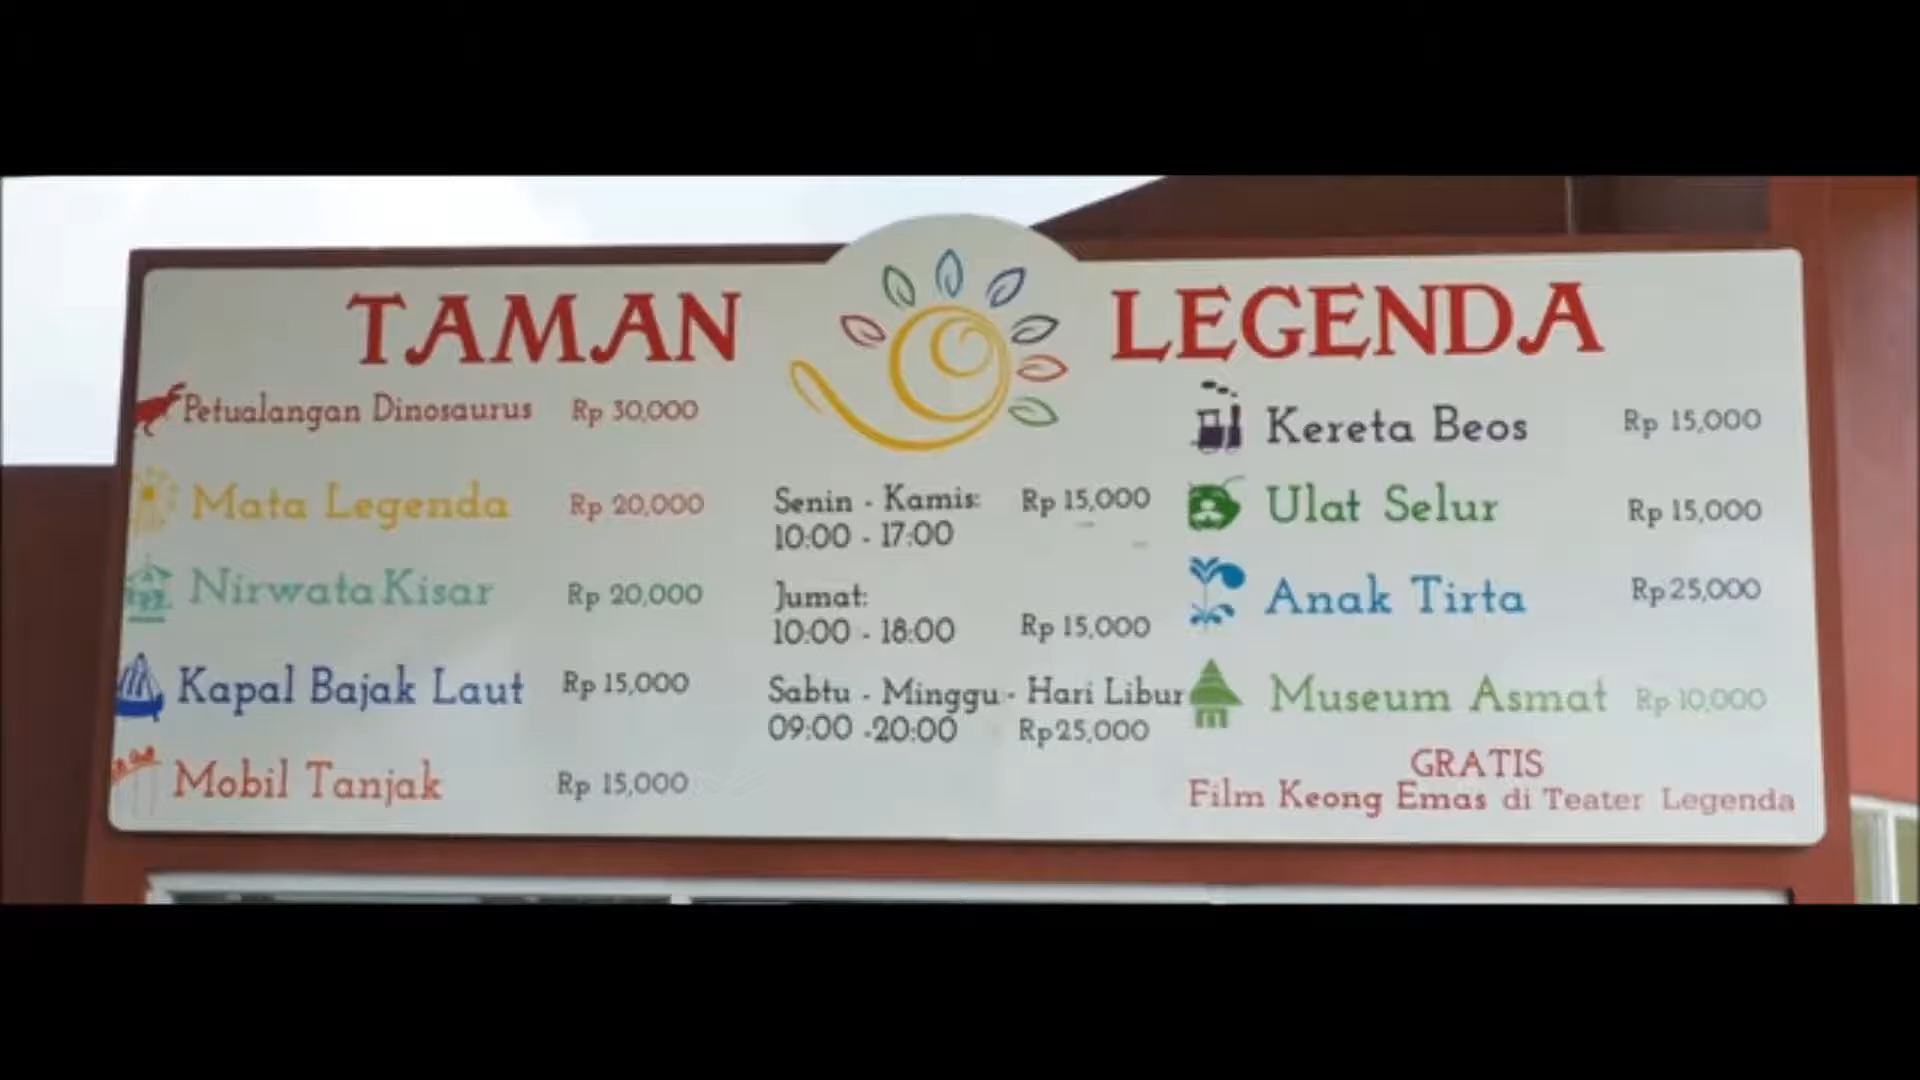 TAMAN LEGENDA
Petualangan Dinosaurus Rp 30,000
Mata Legenda Rp 20,000
Nirwata Kisar Rp 20,000
Kapal Bajak Laut Rp 15,000
Mobil Tanjak Rp 15,000
Senin - Kamis: Rp 15,000
10:00 - 17:00
Jumat:
10:00 - 18:00 Rp 15,000
Sabtu - Minggu - Hari Libur
09:00 -20:00 Rp25,000
Kereta Beos Rp 15,000
Ulat Selur Rp 15,000
Anak Tirta Rp25,000
Museum Asmat Rp 10,000
GRATIS
Film Keong Emas di Teater Legenda